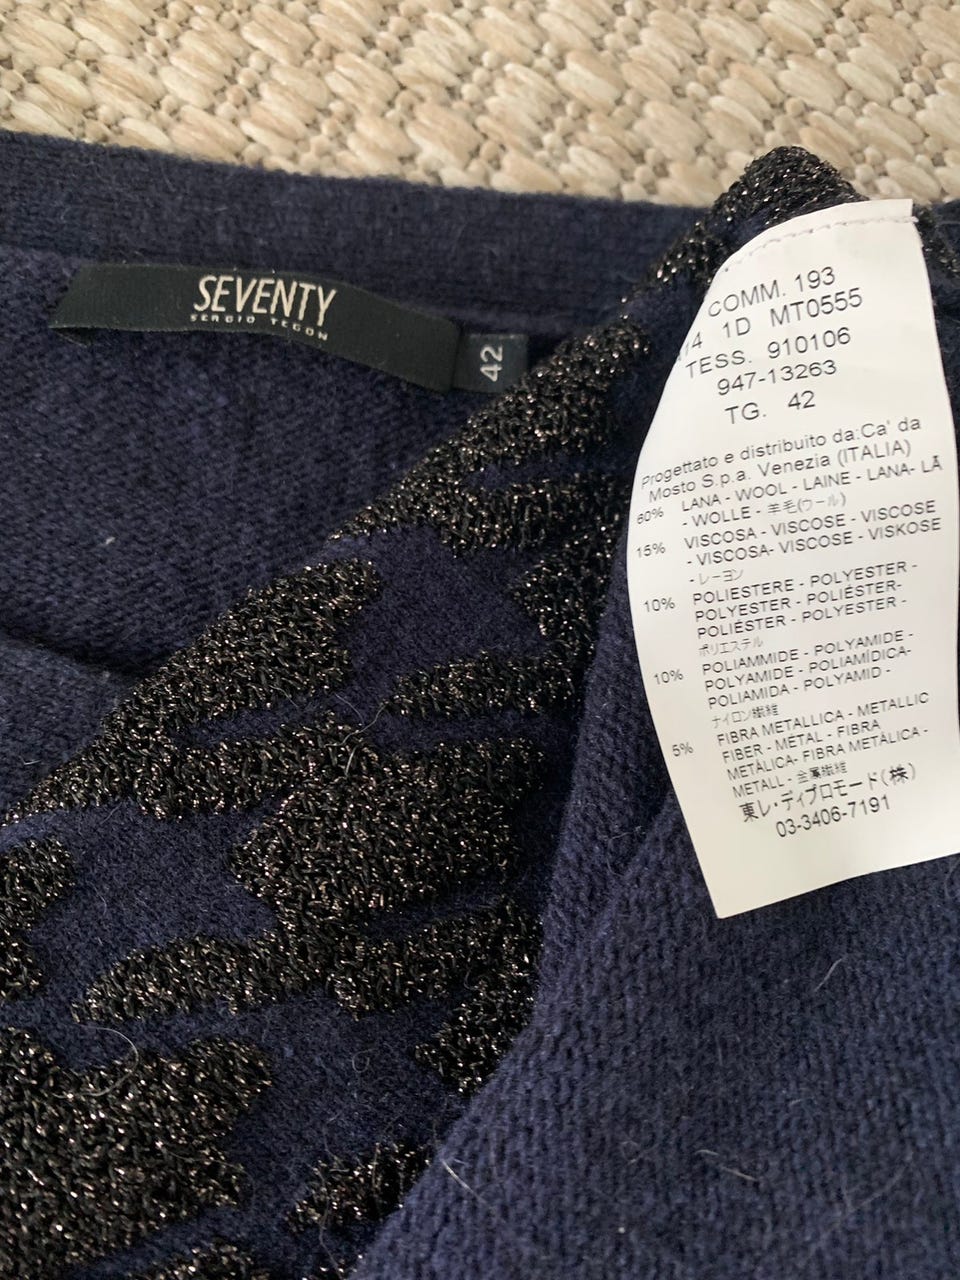 SEVENTY
SERGIO TEGON
42
COMM. 193
14 1D MT0555
TESS. 910106
947-13263
TG. 42
Progettato e distribuito da:Ca' da
Mosto S.p.a. Venezia (ITALIA)
60% LANA - WOOL - LAINE - LANA- LÃ
- WOLLE - 羊毛(ウール)
15% VISCOSA - VISCOSE - VISCOSE
- VISCOSA- VISCOSE - VISKOSE
- レーヨン
10% POLIESTERE - POLYESTER -
POLYESTER - POLIÉSTER-
POLIÉSTER - POLYESTER -
ポリエステル
10% POLIAMMIDE - POLYAMIDE -
POLYAMIDE - POLIAMÍDICA-
POLIAMIDA - POLYAMID -
ナイロン繊維
5% FIBRA METALLICA - METALLIC
FIBER - MÉTAL - FIBRA
METÁLICA- FIBRA METÀLICA -
METALL - 金属繊維
東レ・ディプロモード(株)
03-3406-7191